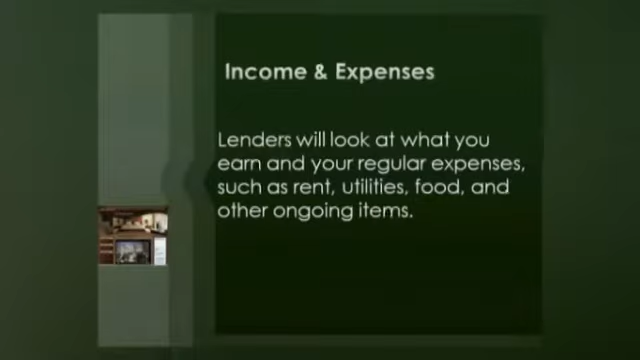 Income & Expenses
Lenders will look at what you
earn and your regular expenses,
such as rent, utilities, food, and
other ongoing items.